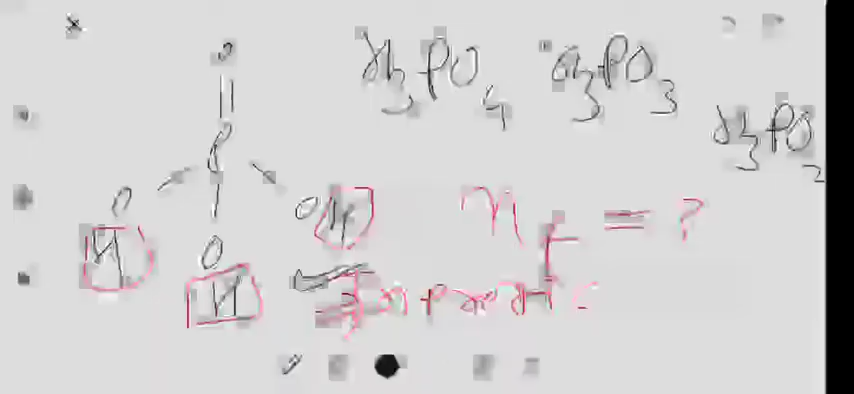 H3PO4 H3PO3
H3PO2
O
P
O OH
H
O
H
nf = ?